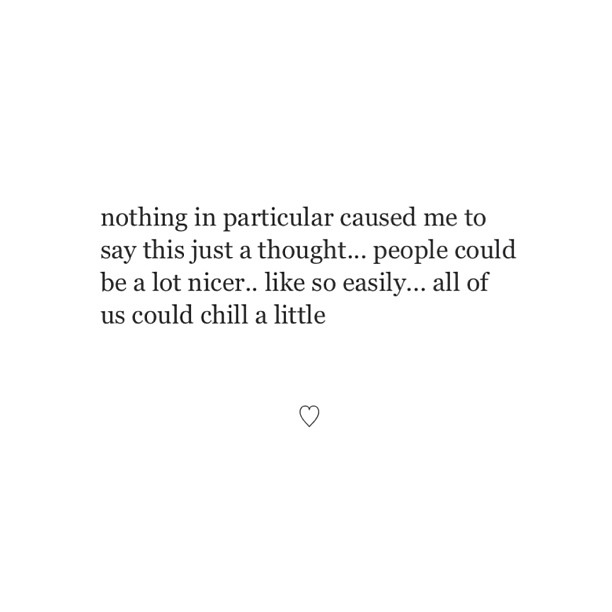 nothing in particular caused me to
say this just a thought... people could
be a lot nicer.. like so easily... all of
us could chill a little
♡